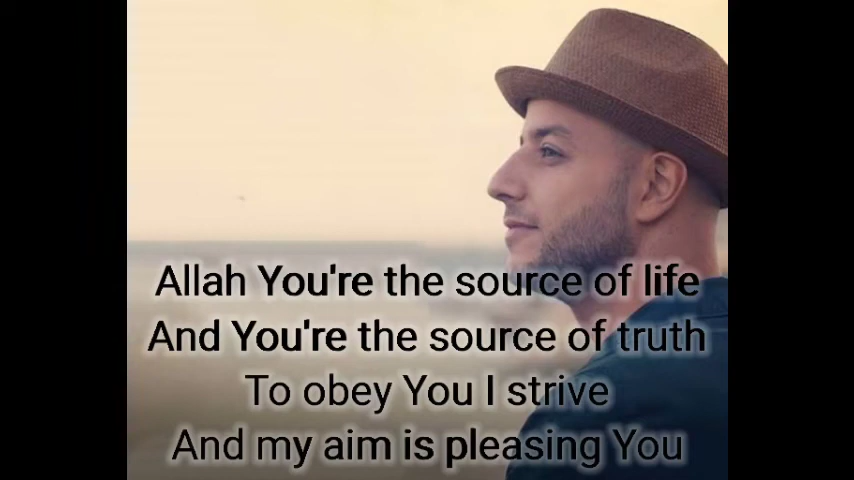 Allah You're the source of life
And You're the source of truth
To obey You I strive
And my aim is pleasing You